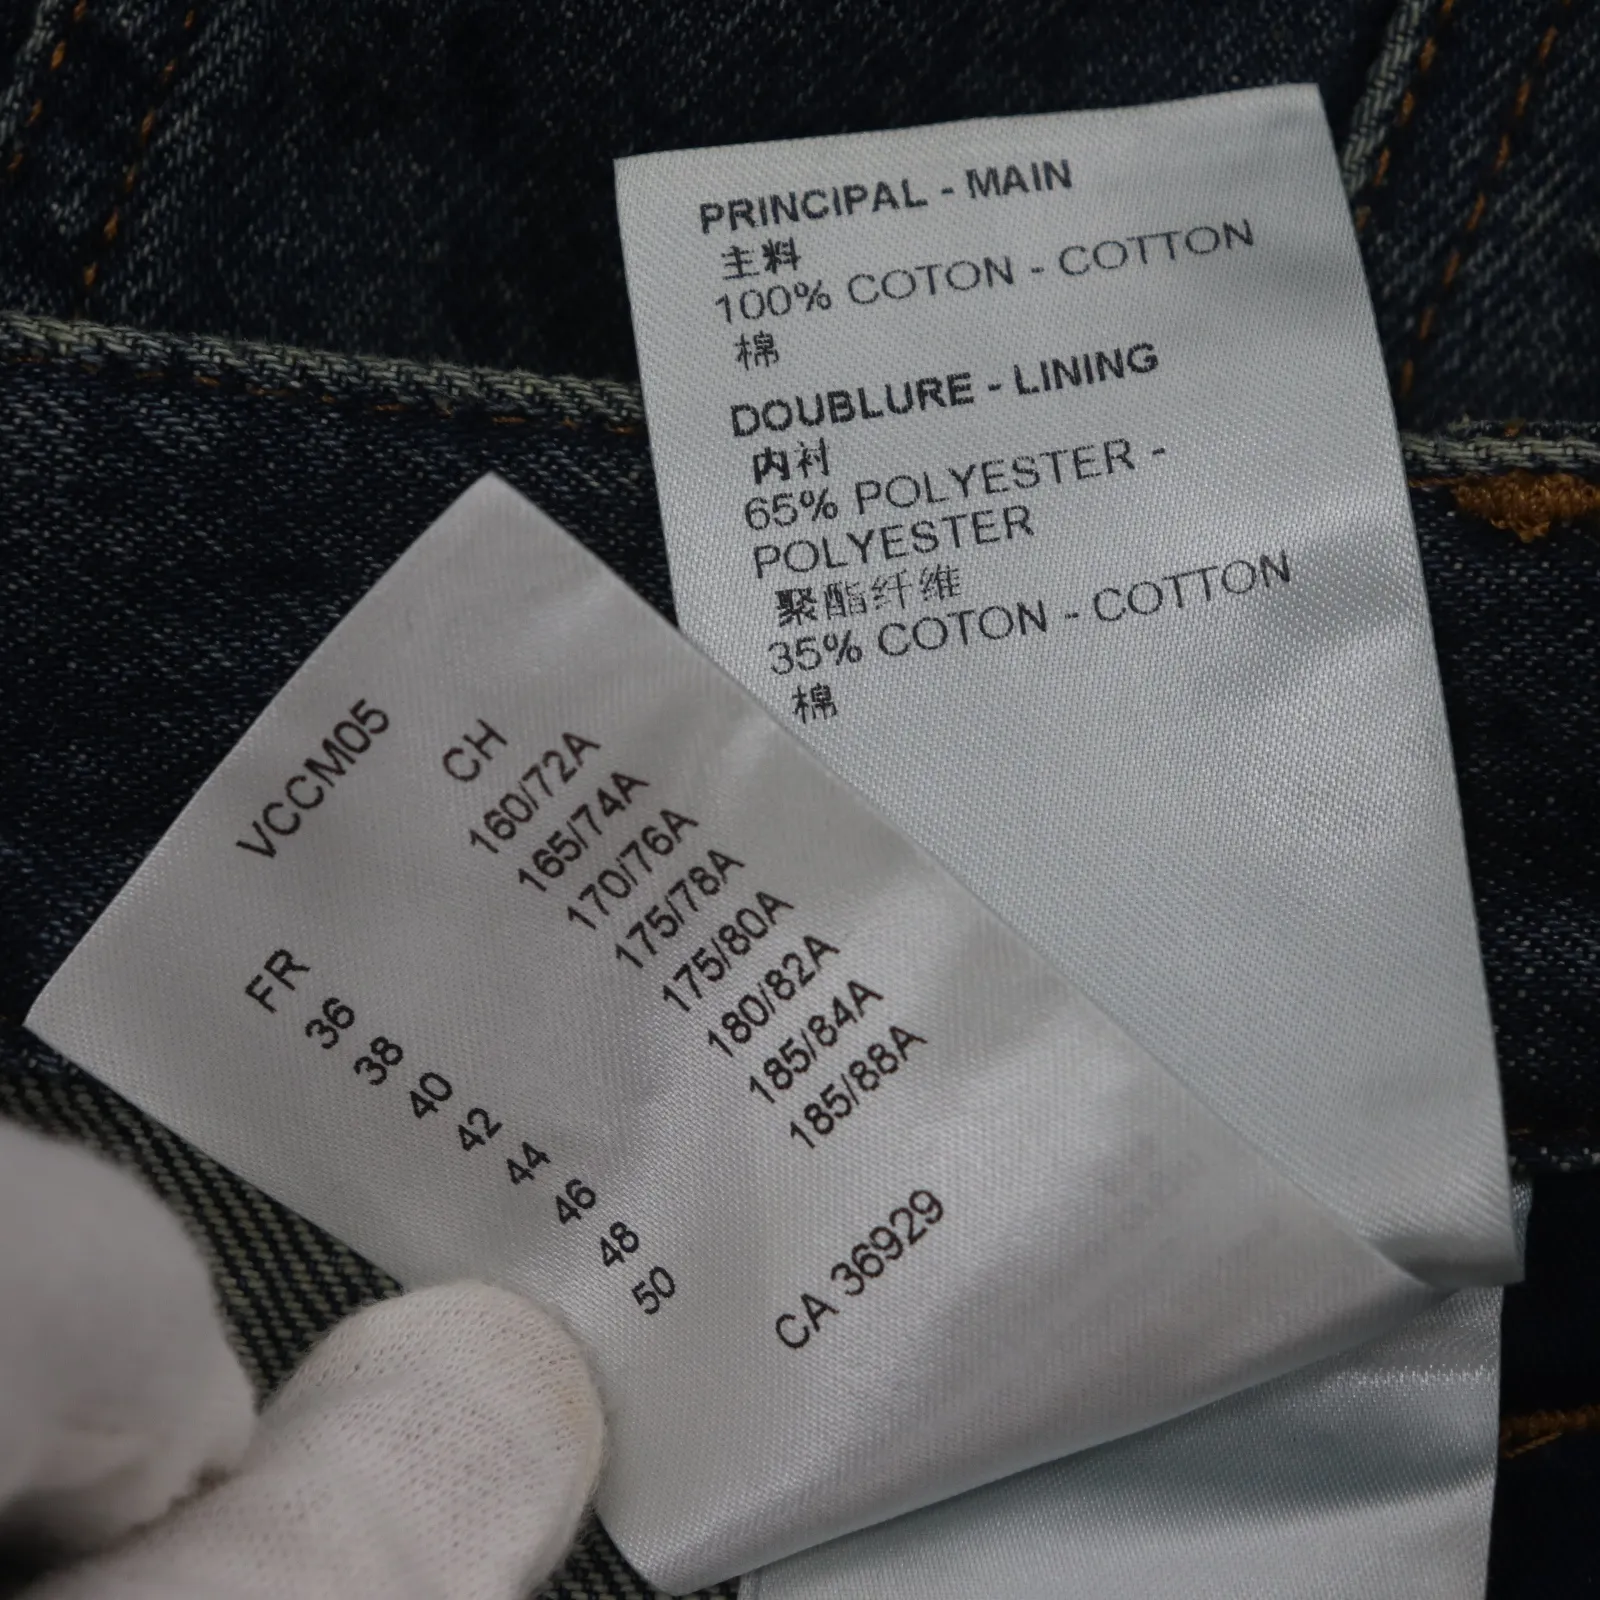 PRINCIPAL - MAIN
主料
100% COTON - COTTON
棉
DOUBLURE - LINING
内衬
65% POLYESTER -
POLYESTER
聚酯纤维
35% COTON - COTTON
棉
VCCM05
FR CH
36 160/72A
38 165/74A
40 170/76A
42 175/78A
44 175/80A
46 180/82A
48 185/84A
50 185/88A
CA 36929